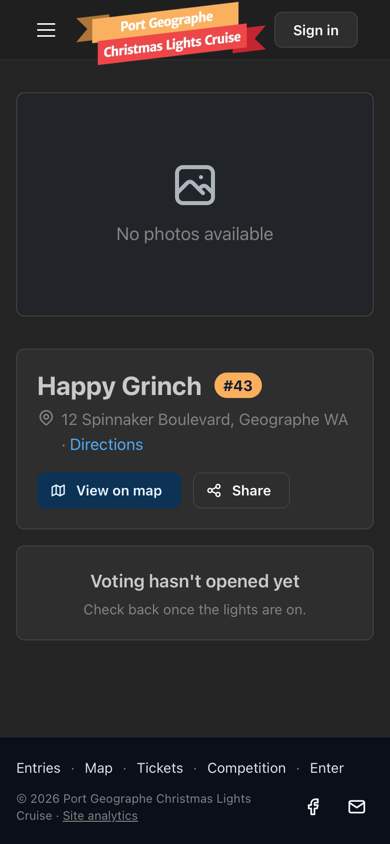 Port Geographe
Christmas Lights Cruise
Sign in
No photos available
Happy Grinch #43
12 Spinnaker Boulevard, Geographe WA
· Directions
View on map Share
Voting hasn't opened yet
Check back once the lights are on.
Entries · Map · Tickets · Competition · Enter
© 2026 Port Geographe Christmas Lights
Cruise · Site analytics